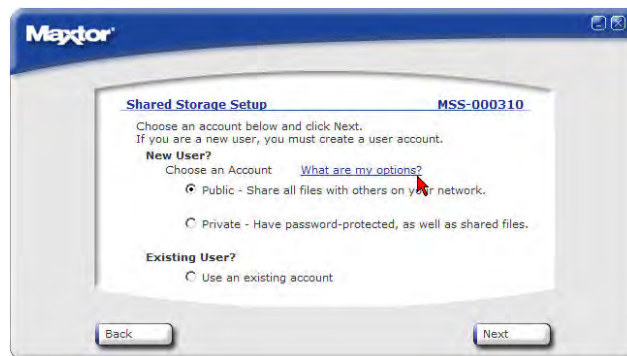 Maxtor
Shared Storage Setup MSS-000310
Choose an account below and click Next.
If you are a new user, you must create a user account.
New User?
Choose an Account What are my options?
Public - Share all files with others on your network.
Private - Have password-protected, as well as shared files.
Existing User?
Use an existing account
Back Next